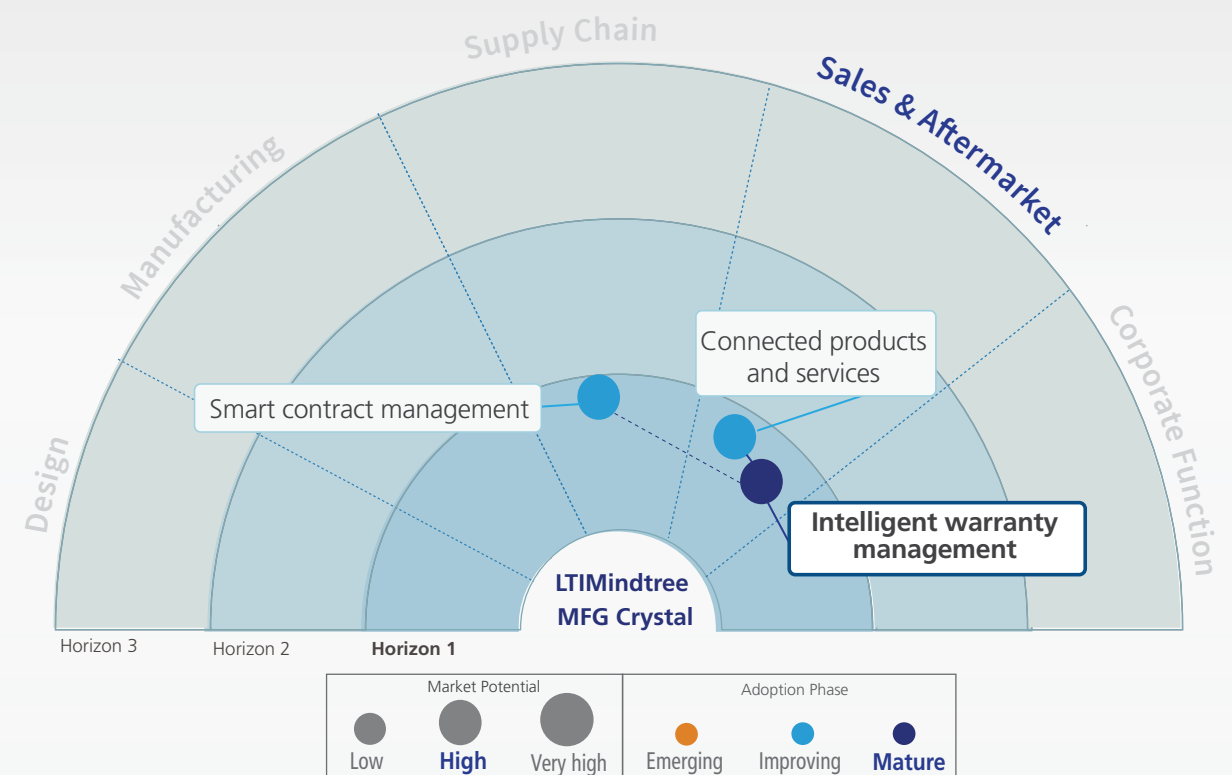 Supply Chain
Sales & Aftermarket
Manufacturing
Design
Corporate Function
Connected products
and services
Smart contract management
Intelligent warranty
management
LTIMindtree
MFG Crystal
Horizon 3
Horizon 2
Horizon 1
Market Potential
Low
High
Very high
Adoption Phase
Emerging
Improving
Mature